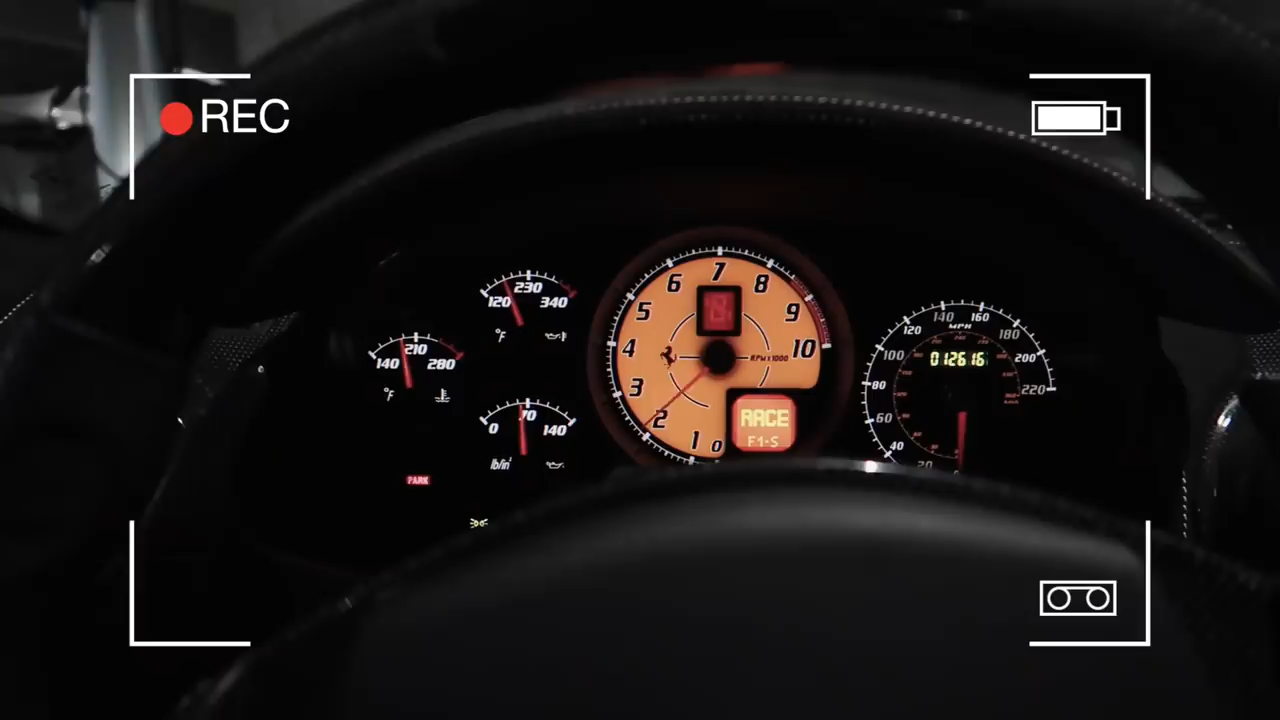 REC
120 230 340
°F
140 210 280
°F
0 70 140
lb/in²
PARK
0 1 2 3 4 5 6 7 8 9 10
RPM x1000
RACE
F1-S
20 40 60 80 100 120 140 160 180 200 220
MPH
012616